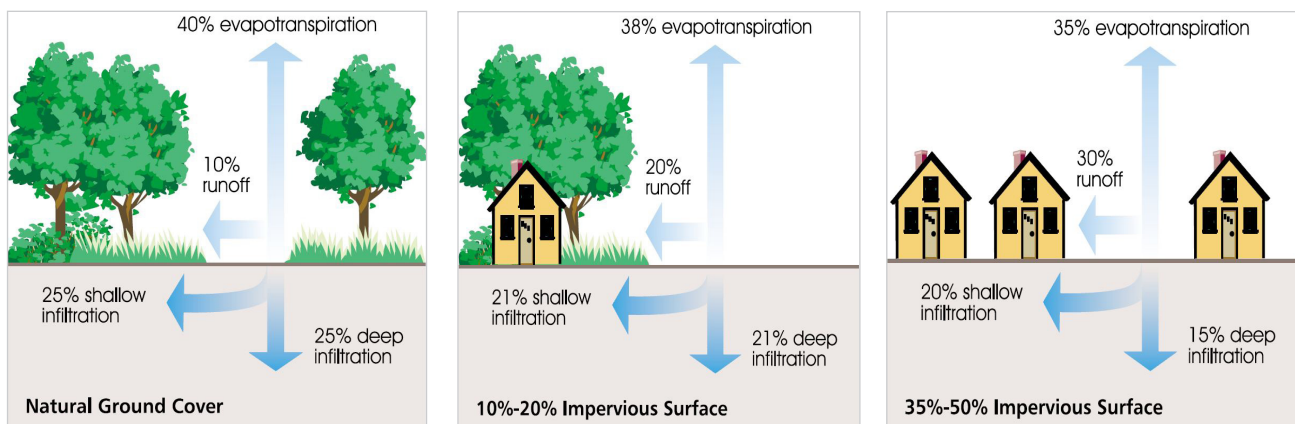 40% evapotranspiration
10%
runoff
25% shallow
infiltration
25% deep
infiltration
Natural Ground Cover
38% evapotranspiration
20%
runoff
21% shallow
infiltration
21% deep
infiltration
10%-20% Impervious Surface
35% evapotranspiration
30%
runoff
20% shallow
infiltration
15% deep
infiltration
35%-50% Impervious Surface